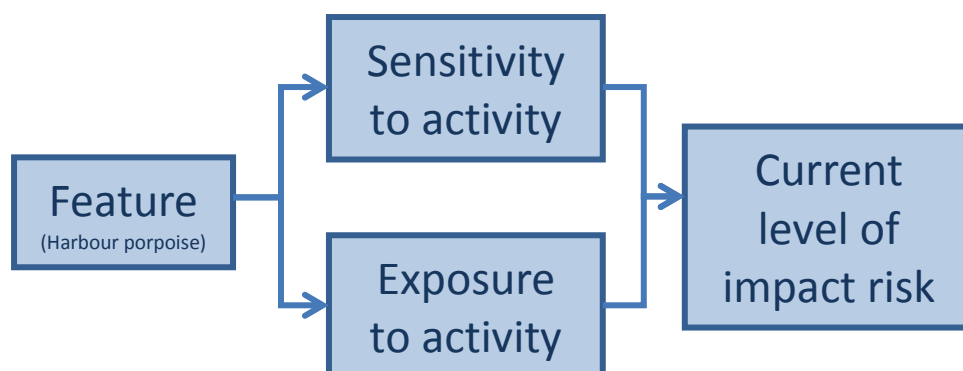 Feature
(Harbour porpoise)
Sensitivity
to activity
Exposure
to activity
Current
level of
impact risk